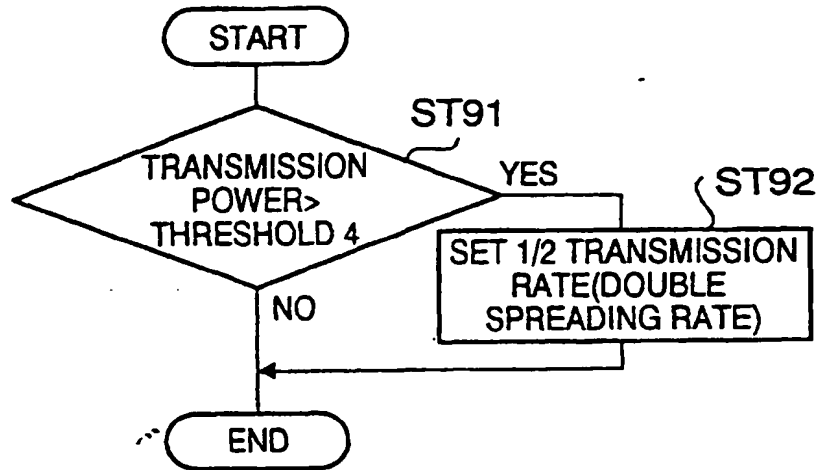 START
ST91
TRANSMISSION
POWER>
THRESHOLD 4
YES
ST92
SET 1/2 TRANSMISSION
RATE(DOUBLE
SPREADING RATE)
NO
END